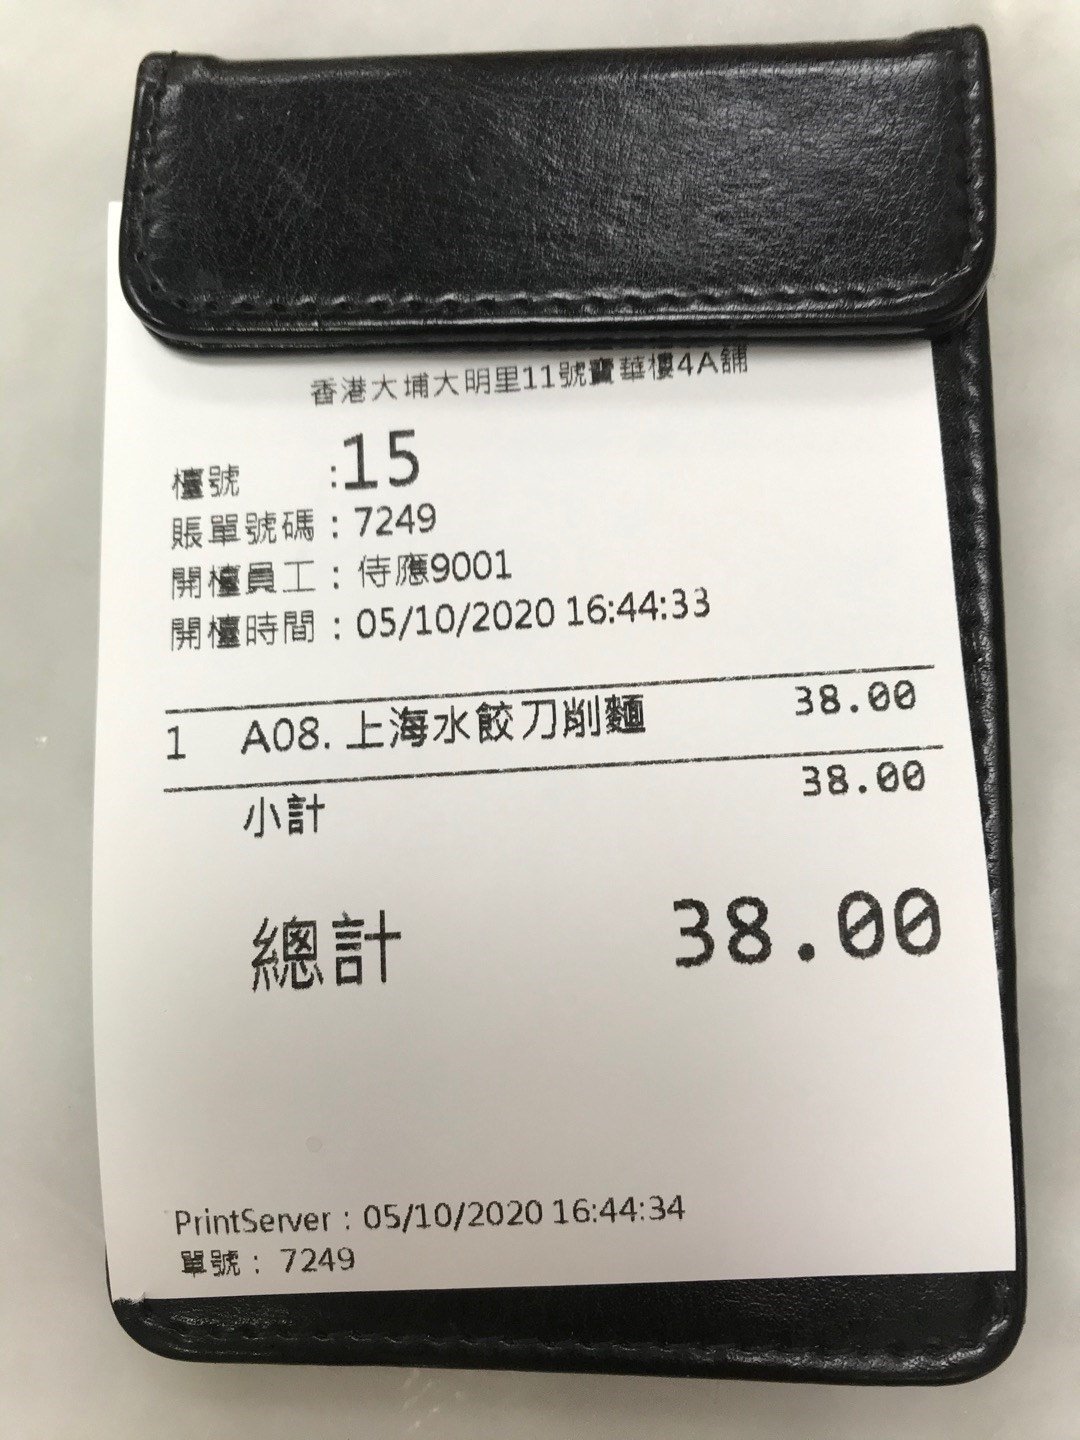 香港大埔大明里11號寶華樓4A舖
檯號 :15
賬單號碼 : 7249
開檯員工 : 侍應9001
開檯時間 : 05/10/2020 16:44:33
1 A08. 上海水餃刀削麵 38.00
小計 38.00
總計 38.00
PrintServer : 05/10/2020 16:44:34
單號 : 7249